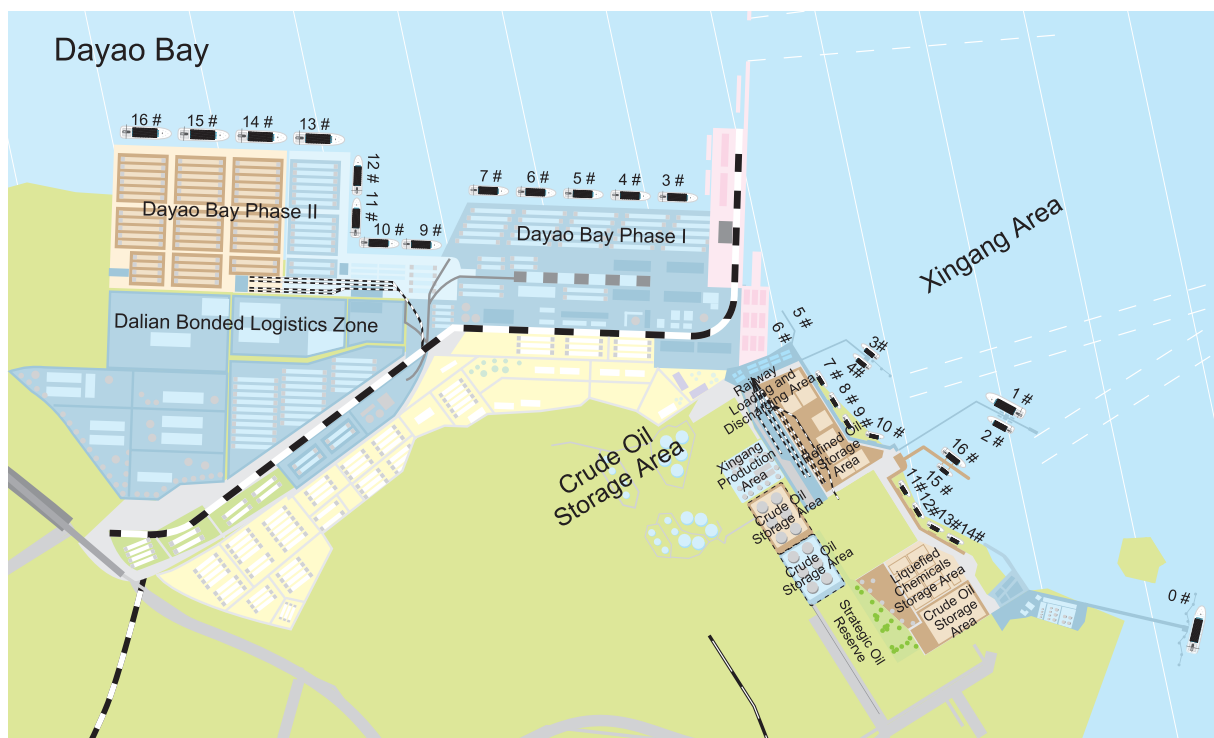 Dayao Bay
16 #
15 #
14 #
13 #
12 #
11 #
10 #
9 #
7 #
6 #
5 #
4 #
3 #
Dayao Bay Phase II
Dayao Bay Phase I
Dalian Bonded Logistics Zone
Xingang Area
5 #
6 #
3#
4#
7 #
8 #
9 #
10 #
1 #
2 #
16 #
15 #
11#
12#
13#
14#
0 #
Railway
Loading and
Discharging Area
Refined Oil
Storage
Area
Xingang
Production
Area
Crude Oil
Storage Area
Crude Oil
Storage Area
Crude Oil
Storage Area
Liquefied
Chemicals
Storage Area
Crude Oil
Storage
Area
Strategic Oil
Reserve